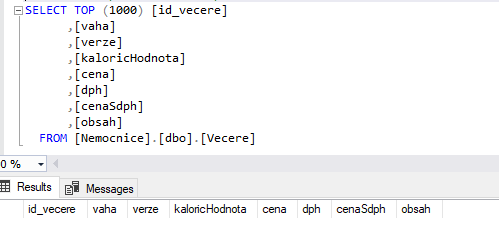 SELECT TOP (1000) [id_vecere]
,[vaha]
,[verze]
,[kaloricHodnota]
,[cena]
,[dph]
,[cenaSdph]
,[obsah]
FROM [Nemocnice].[dbo].[Vecere]
0 %
Results Messages
id_vecere vaha verze kaloricHodnota cena dph cenaSdph obsah